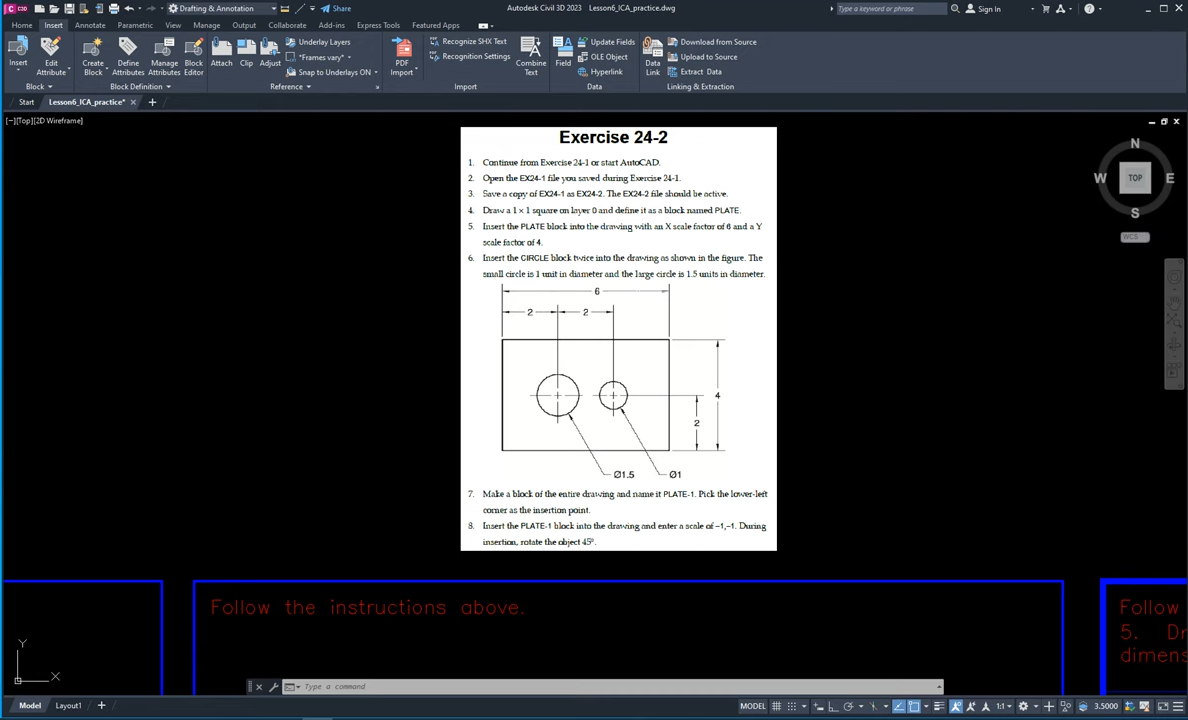 C3D Drafting & Annotation Share Autodesk Civil 3D 2023 Lesson6_ICA_practice.dwg Type a keyword or phrase Sign In
Home Insert Annotate Parametric View Manage Output Collaborate Add-ins Express Tools Featured Apps
Insert Edit Attribute Create Block Define Attributes Manage Attributes Block Editor Attach Clip Adjust PDF Import Combine Text Field Data Link
Underlay Layers
*Frames vary*
Snap to Underlays ON
Recognize SHX Text
Recognition Settings
Update Fields
OLE Object
Hyperlink
Download from Source
Upload to Source
Extract Data
Block Block Definition Reference Import Data Linking & Extraction
Start Lesson6_ICA_practice*
[−][Top][2D Wireframe]
Exercise 24-2
1. Continue from Exercise 24-1 or start AutoCAD.
2. Open the EX24-1 file you saved during Exercise 24-1.
3. Save a copy of EX24-1 as EX24-2. The EX24-2 file should be active.
4. Draw a 1 × 1 square on layer 0 and define it as a block named PLATE.
5. Insert the PLATE block into the drawing with an X scale factor of 6 and a Y
scale factor of 4.
6. Insert the CIRCLE block twice into the drawing as shown in the figure. The
small circle is 1 unit in diameter and the large circle is 1.5 units in diameter.
6
2 2
4
2
Ø1.5 Ø1
7. Make a block of the entire drawing and name it PLATE-1. Pick the lower-left
corner as the insertion point.
8. Insert the PLATE-1 block into the drawing and enter a scale of –1,–1. During
insertion, rotate the object 45°.
N
W TOP E
S
WCS
Follow the instructions above.
Follow
5. Dr
dimens
Y
X
Type a command
Model Layout1 MODEL 1:1 3.5000